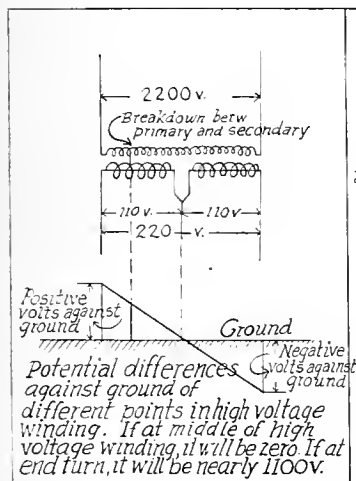 2200 v.
Breakdown betw
primary and secondary
110 v. 110 v
220 v.
Positive
volts against
ground
Ground
Negative
volts against
ground
Potential differences
against ground of
different points in high voltage
winding. If at middle of high
voltage winding, it will be zero. If at
end turn, it will be nearly 1100v.